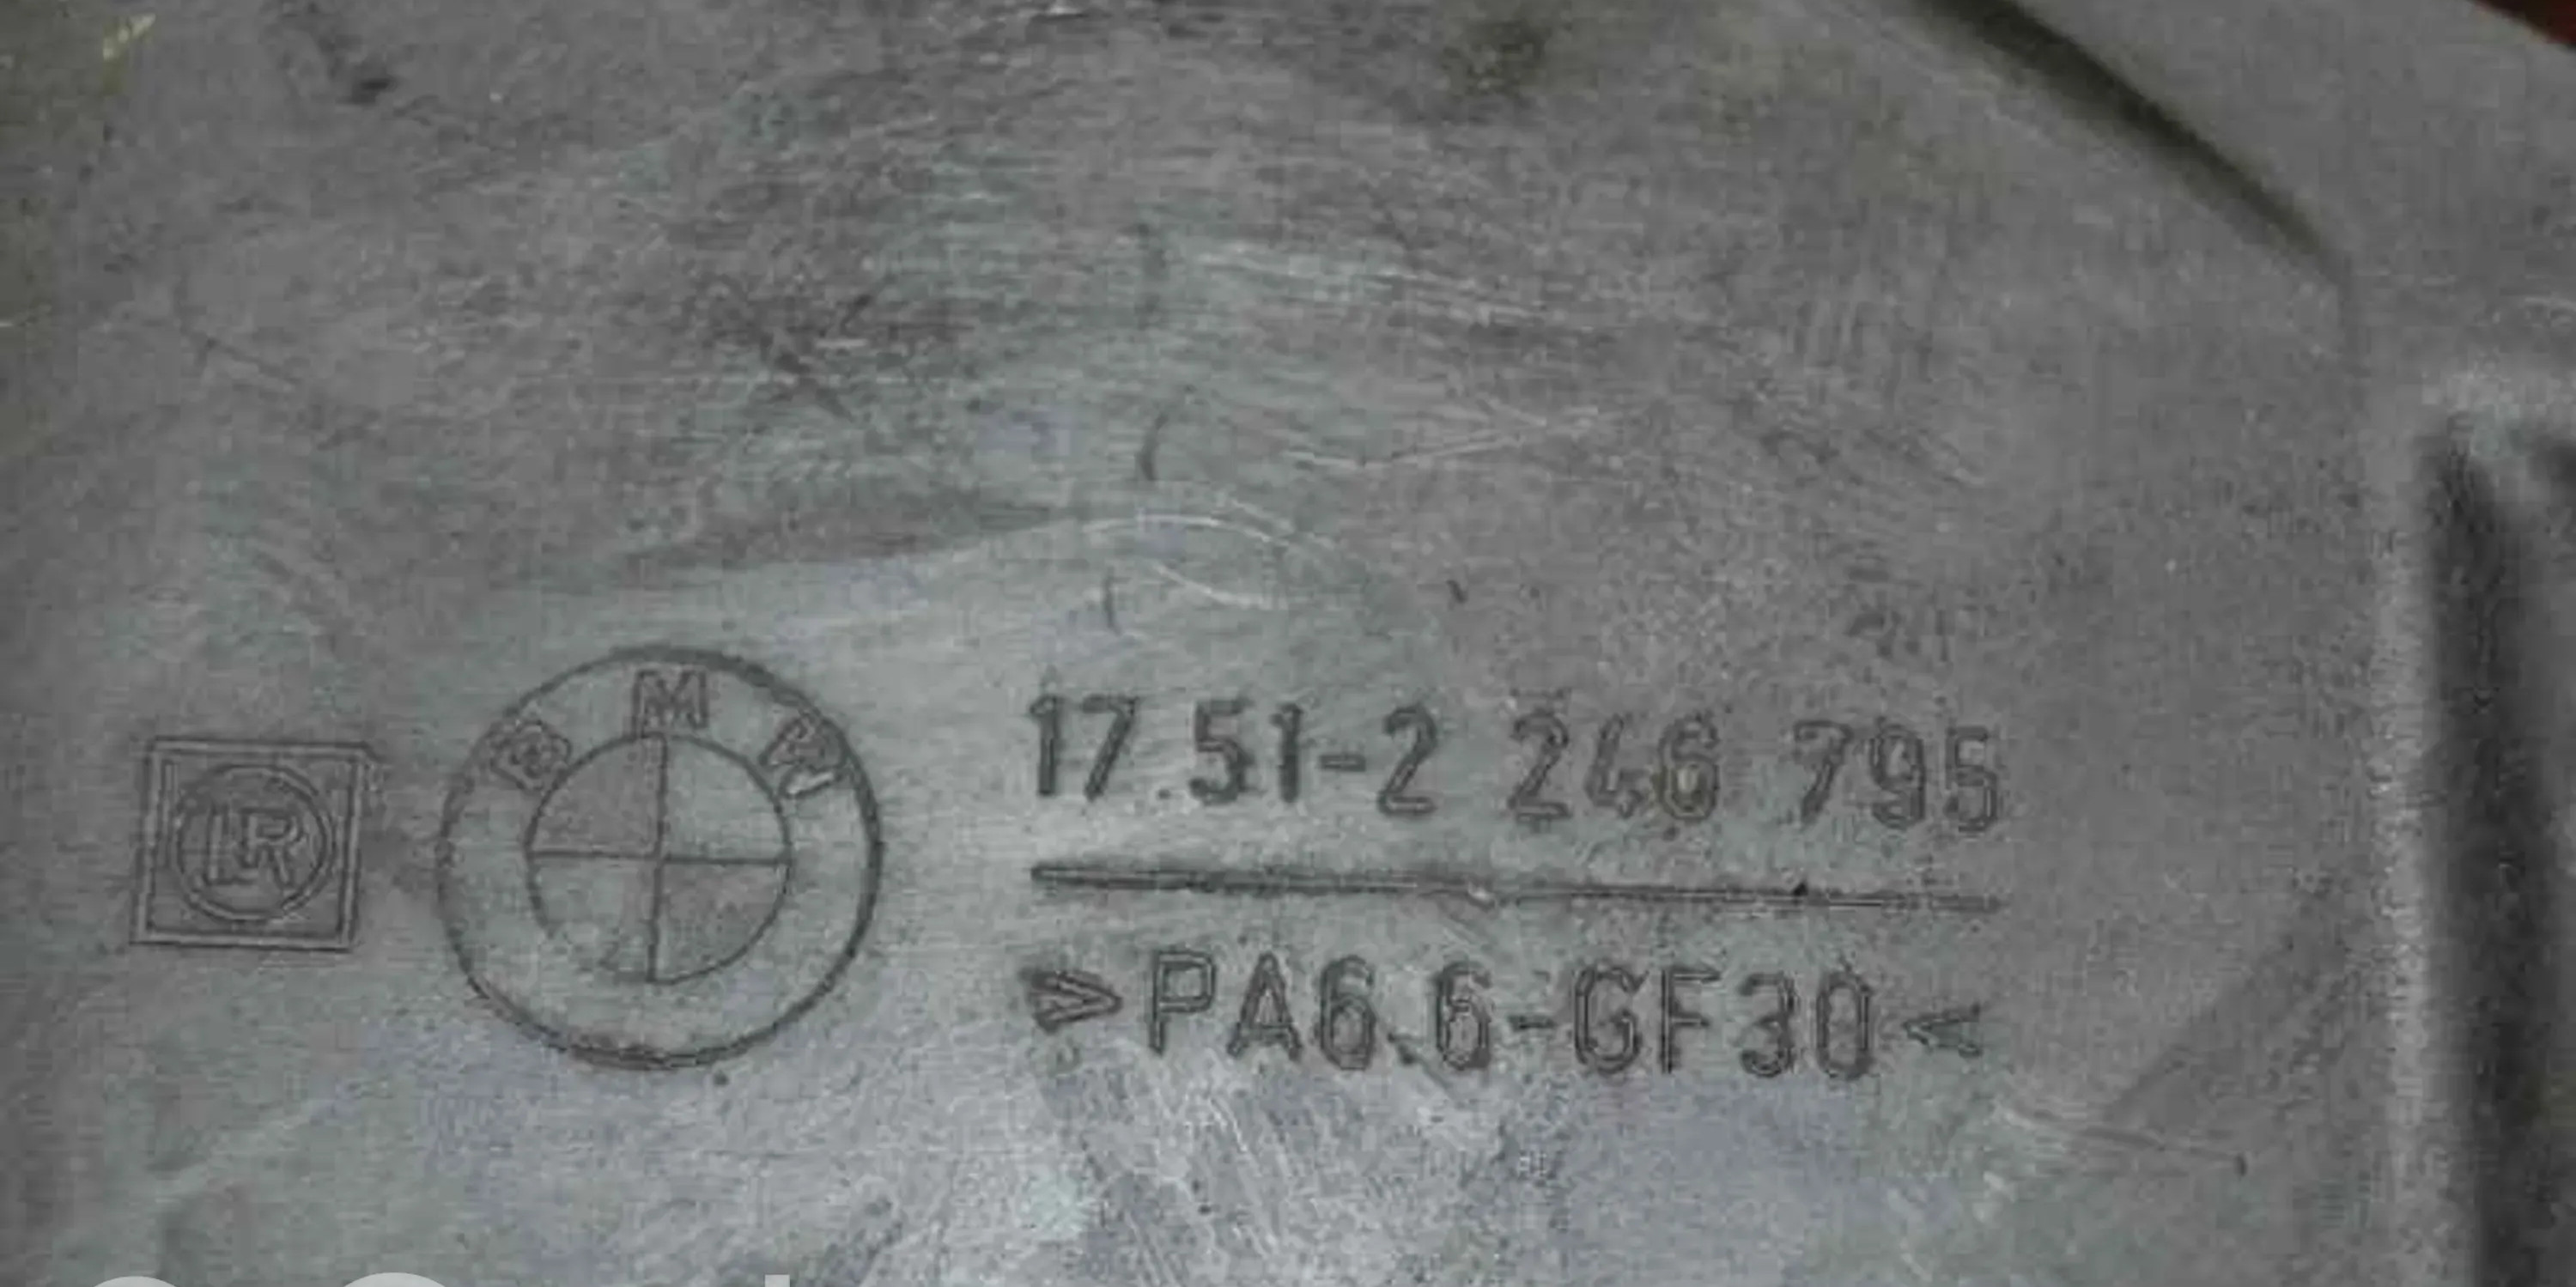 BMW
LR
17.51-2 246 795
>PA6.6-GF30<